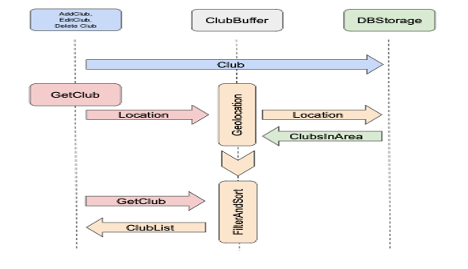 AddClub,
EditClub,
Delete Club
ClubBuffer
DBStorage
Club
GetClub
Location
Geolocation
Location
ClubsInArea
GetClub
FilterAndSort
ClubList